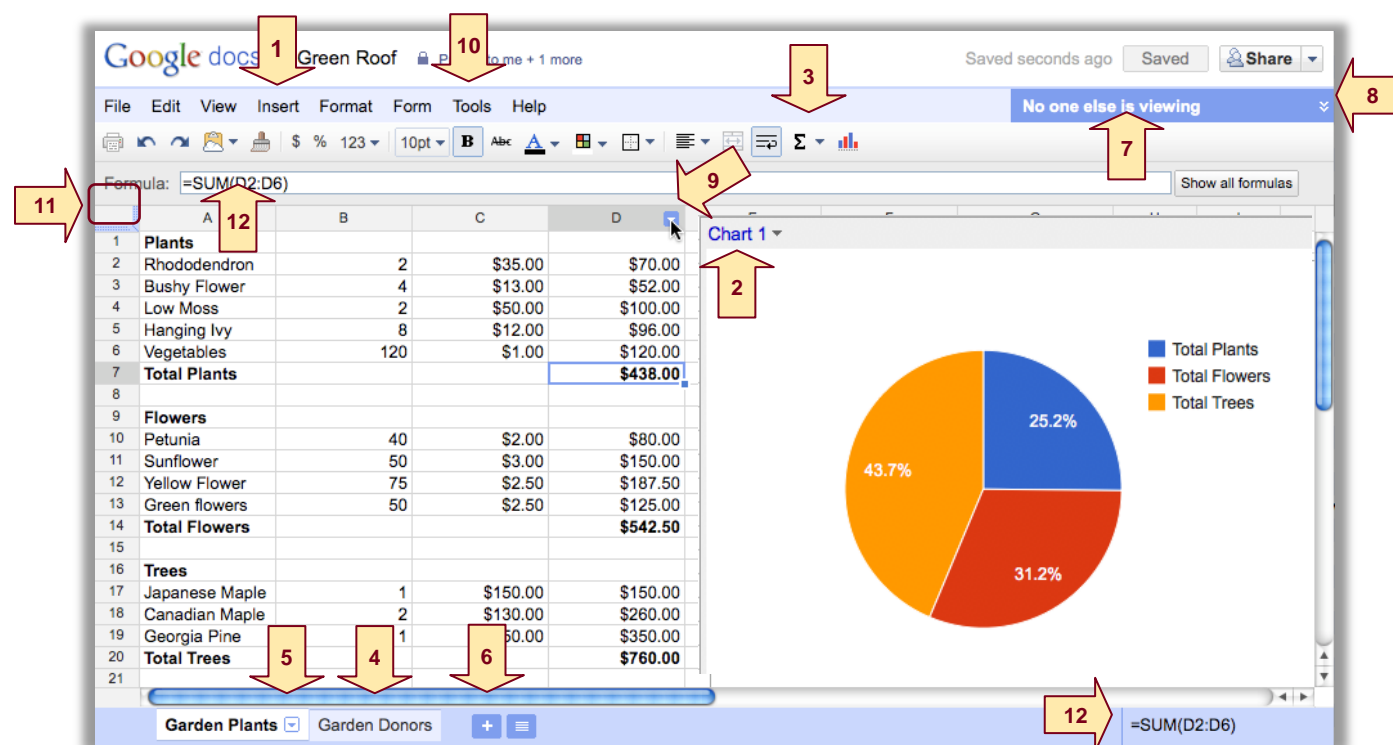 1
10
Google docs Green Roof P to me + 1 more
Saved seconds ago Saved Share
3
8
File Edit View Insert Format Form Tools Help
No one else is viewing
$ % 123 10pt B Abc A Σ
7
9
11
Formula: =SUM(D2:D6)
Show all formulas
12
A B C D
Chart 1
2
1 Plants
2 Rhododendron 2 $35.00 $70.00
3 Bushy Flower 4 $13.00 $52.00
4 Low Moss 2 $50.00 $100.00
5 Hanging Ivy 8 $12.00 $96.00
6 Vegetables 120 $1.00 $120.00
7 Total Plants $438.00
8
9 Flowers
10 Petunia 40 $2.00 $80.00
11 Sunflower 50 $3.00 $150.00
12 Yellow Flower 75 $2.50 $187.50
13 Green flowers 50 $2.50 $125.00
14 Total Flowers $542.50
15
16 Trees
17 Japanese Maple 1 $150.00 $150.00
18 Canadian Maple 2 $130.00 $260.00
19 Georgia Pine 1 50.00 $350.00
20 Total Trees $760.00
21
Total Plants
Total Flowers
Total Trees
25.2%
43.7%
31.2%
5
4
6
12
Garden Plants Garden Donors +
=SUM(D2:D6)